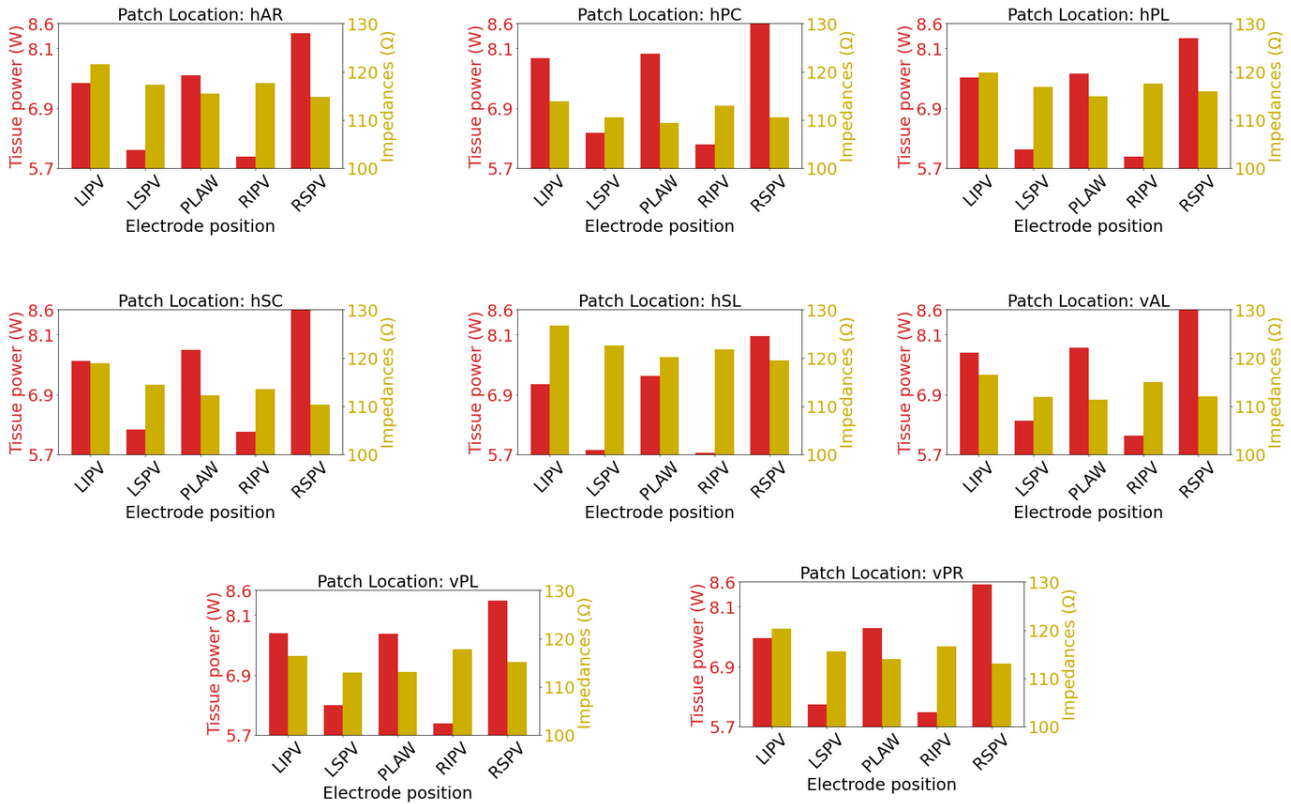 Patch Location: hAR
Tissue power (W)
8.6
8.1
6.9
5.7
130
120
110
100
Impedances (Ω)
LIPV
LSPV
PLAW
RIPV
RSPV
Electrode position
Patch Location: hPC
Tissue power (W)
8.6
8.1
6.9
5.7
130
120
110
100
Impedances (Ω)
LIPV
LSPV
PLAW
RIPV
RSPV
Electrode position
Patch Location: hPL
Tissue power (W)
8.6
8.1
6.9
5.7
130
120
110
100
Impedances (Ω)
LIPV
LSPV
PLAW
RIPV
RSPV
Electrode position
Patch Location: hSC
Tissue power (W)
8.6
8.1
6.9
5.7
130
120
110
100
Impedances (Ω)
LIPV
LSPV
PLAW
RIPV
RSPV
Electrode position
Patch Location: hSL
Tissue power (W)
8.6
8.1
6.9
5.7
130
120
110
100
Impedances (Ω)
LIPV
LSPV
PLAW
RIPV
RSPV
Electrode position
Patch Location: vAL
Tissue power (W)
8.6
8.1
6.9
5.7
130
120
110
100
Impedances (Ω)
LIPV
LSPV
PLAW
RIPV
RSPV
Electrode position
Patch Location: vPL
Tissue power (W)
8.6
8.1
6.9
5.7
130
120
110
100
Impedances (Ω)
LIPV
LSPV
PLAW
RIPV
RSPV
Electrode position
Patch Location: vPR
Tissue power (W)
8.6
8.1
6.9
5.7
130
120
110
100
Impedances (Ω)
LIPV
LSPV
PLAW
RIPV
RSPV
Electrode position